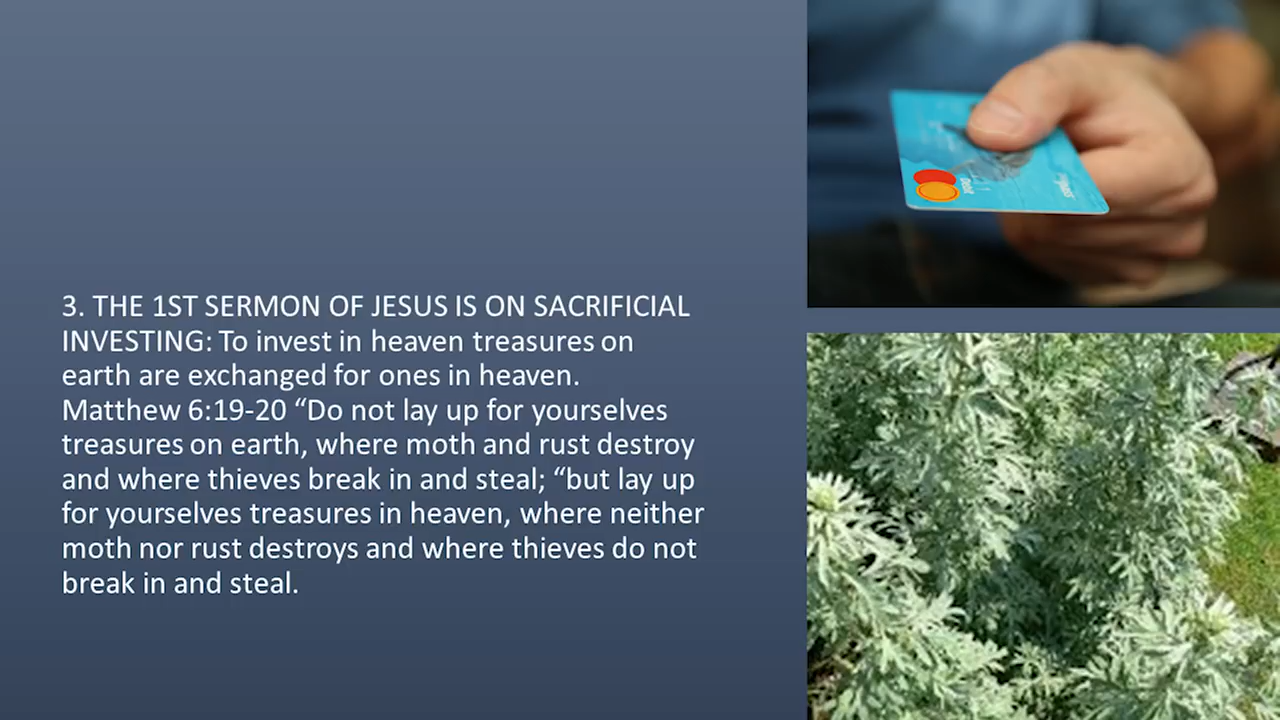 3. THE 1ST SERMON OF JESUS IS ON SACRIFICIAL
INVESTING: To invest in heaven treasures on
earth are exchanged for ones in heaven.
Matthew 6:19-20 “Do not lay up for yourselves
treasures on earth, where moth and rust destroy
and where thieves break in and steal; “but lay up
for yourselves treasures in heaven, where neither
moth nor rust destroys and where thieves do not
break in and steal.